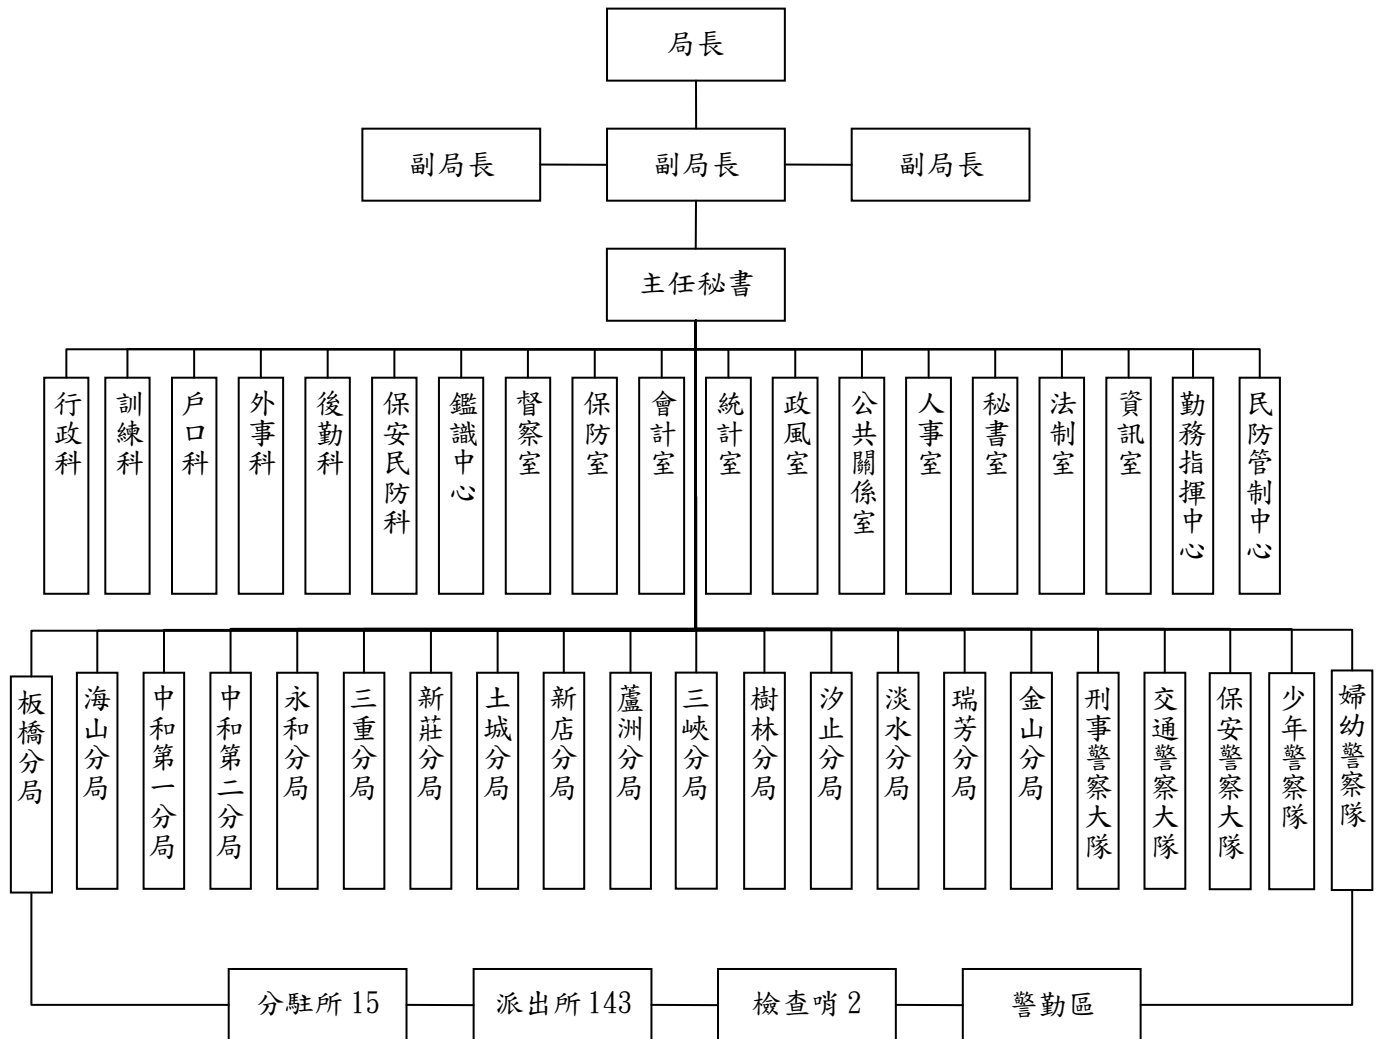 局長
副局長
副局長
副局長
主任秘書
行政科
訓練科
戶口科
外事科
後勤科
保安民防科
鑑識中心
督察室
保防室
會計室
統計室
政風室
公共關係室
人事室
秘書室
法制室
資訊室
勤務指揮中心
民防管制中心
板橋分局
海山分局
中和第一分局
中和第二分局
永和分局
三重分局
新莊分局
土城分局
新店分局
蘆洲分局
三峽分局
樹林分局
汐止分局
淡水分局
瑞芳分局
金山分局
刑事警察大隊
交通警察大隊
保安警察大隊
少年警察隊
婦幼警察隊
分駐所 15
派出所 143
檢查哨 2
警勤區